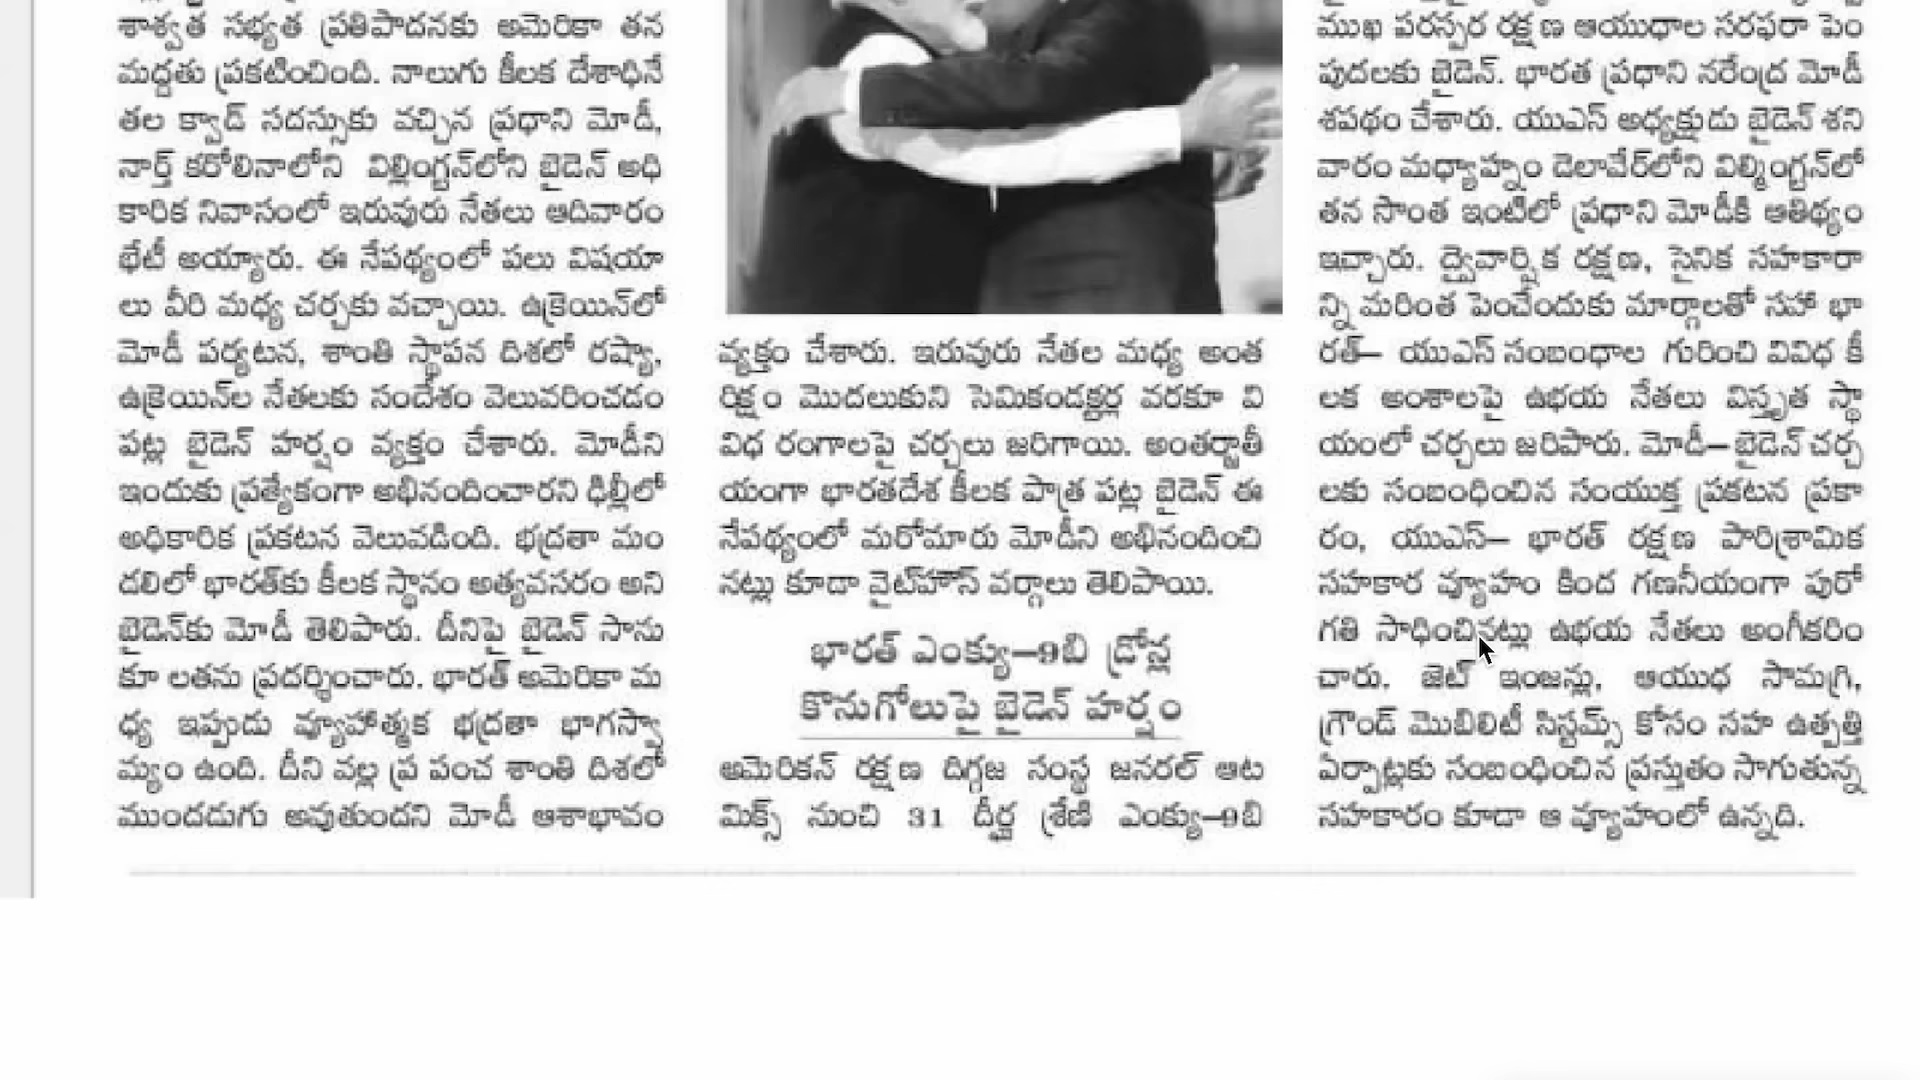 శాశ్వత సభ్యత ప్రతిపాదనకు అమెరికా తన
మద్దతు ప్రకటించింది. నాలుగు కీలక దేశాధినే
తల క్వాడ్ సదస్సుకు వచ్చిన ప్రధాని మోడీ,
నార్త్ కరోలినాలోని విల్లింగ్టన్‌లోని బైడెన్ అధి
కారిక నివాసంలో ఇరువురు నేతలు ఆదివారం
భేటీ అయ్యారు. ఈ నేపథ్యంలో పలు విషయా
లు వీరి మధ్య చర్చకు వచ్చాయి. ఉక్రెయిన్‌లో
మోడీ పర్యటన, శాంతి స్థాపన దిశలో రష్యా,
ఉక్రెయిన్‌ల నేతలకు సందేశం వెలువరించడం
పట్ల బైడెన్ హర్షం వ్యక్తం చేశారు. మోడీని
ఇందుకు ప్రత్యేకంగా అభినందించారని ఢిల్లీలో
అధికారిక ప్రకటన వెలువడింది. భద్రతా మం
దలిలో భారత్‌కు కీలక స్థానం అత్యవసరం అని
బైడెన్‌కు మోడీ తెలిపారు. దీనిపై బైడెన్ సాను
కూ లతను ప్రదర్శించారు. భారత్ అమెరికా మ
ధ్య ఇప్పుడు వ్యూహాత్మక భద్రతా భాగస్వా
మ్యం ఉంది. దీని వల్ల ప్ర పంచ శాంతి దిశలో
ముందడుగు అవుతుందని మోడీ ఆశాభావం
వ్యక్తం చేశారు. ఇరువురు నేతల మధ్య అంత
రిక్షం మొదలుకుని సెమికండక్టర్ల వరకూ వి
విధ రంగాలపై చర్చలు జరిగాయి. అంతర్జాతీ
యంగా భారతదేశ కీలక పాత్ర పట్ల బైడెన్ ఈ
నేపథ్యంలో మరోమారు మోడీని అభినందించి
నట్లు కూడా వైట్‌హౌస్ వర్గాలు తెలిపాయి.
భారత్ ఎంక్యు–9బి డ్రోన్ల
కొనుగోలుపై బైడెన్ హర్షం
అమెరికన్ రక్షణ దిగ్గజ సంస్థ జనరల్ ఆట
మిక్స్ నుంచి 31 దీర్ఘ శ్రేణి ఎంక్యు–9బి
ముఖ పరస్పర రక్షణ ఆయుధాల సరఫరా పెం
పుదలకు బైడెన్. భారత ప్రధాని నరేంద్ర మోడీ
శపథం చేశారు. యుఎస్ అధ్యక్షుడు బైడెన్ శని
వారం మధ్యాహ్నం డెలావేర్‌లోని విల్మింగ్టన్‌లో
తన సొంత ఇంటిలో ప్రధాని మోడీకి ఆతిథ్యం
ఇచ్చారు. ద్వైవార్షిక రక్షణ, సైనిక సహకారా
న్ని మరింత పెంచేందుకు మార్గాలతో సహా భా
రత్– యుఎస్ సంబంధాల గురించి వివిధ కీ
లక అంశాలపై ఉభయ నేతలు విస్తృత స్థా
యంలో చర్చలు జరిపారు. మోడీ–బైడెన్ చర్చ
లకు సంబంధించిన సంయుక్త ప్రకటన ప్రకా
రం, యుఎస్– భారత్ రక్షణ పారిశ్రామిక
సహకార వ్యూహం కింద గణనీయంగా పురో
గతి సాధించినట్లు ఉభయ నేతలు అంగీకరిం
చారు. జెట్ ఇంజన్లు, ఆయుధ సామగ్రి,
గ్రౌండ్ మొబిలిటీ సిస్టమ్స్ కోసం సహ ఉత్పత్తి
ఏర్పాట్లకు సంబంధించిన ప్రస్తుతం సాగుతున్న
సహకారం కూడా ఆ వ్యూహంలో ఉన్నది.